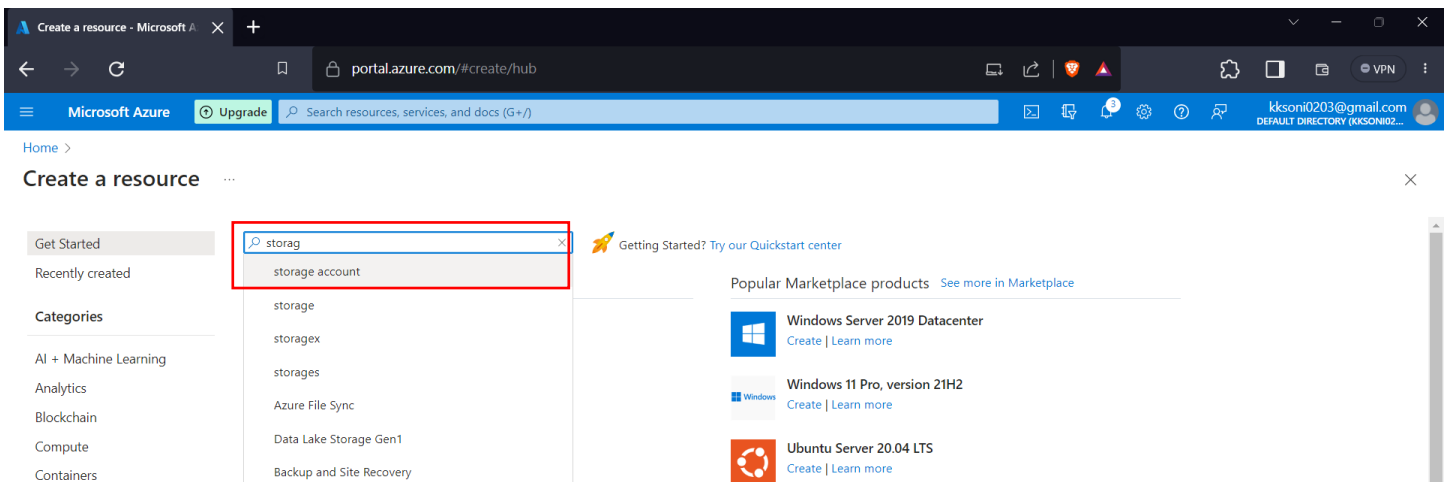 Create a resource - Microsoft A
portal.azure.com/#create/hub
VPN
Microsoft Azure
Upgrade
Search resources, services, and docs (G+/)
3
kksoni0203@gmail.com
DEFAULT DIRECTORY (KKSONI02...
Home >
Create a resource ...
Get Started
Recently created
Categories
AI + Machine Learning
Analytics
Blockchain
Compute
Containers
storag
storage account
storage
storagex
storages
Azure File Sync
Data Lake Storage Gen1
Backup and Site Recovery
Getting Started? Try our Quickstart center
Popular Marketplace products See more in Marketplace
Windows Server 2019 Datacenter
Create | Learn more
Windows
Windows 11 Pro, version 21H2
Create | Learn more
Ubuntu Server 20.04 LTS
Create | Learn more